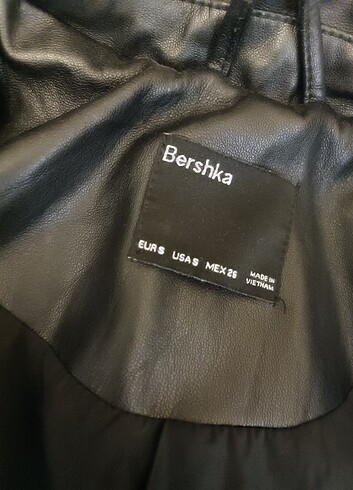 Bershka
EUR S USA S MEX 26 MADE IN
VIETNAM